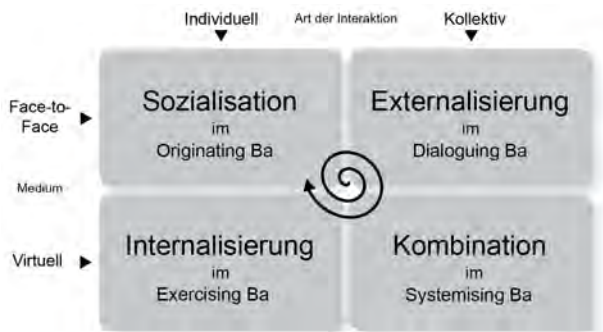 Individuell Art der Interaktion Kollektiv
Face-to-
Face
Sozialisation
im
Originating Ba
Externalisierung
im
Dialoguing Ba
Medium
Virtuell
Internalisierung
im
Exercising Ba
Kombination
im
Systemising Ba